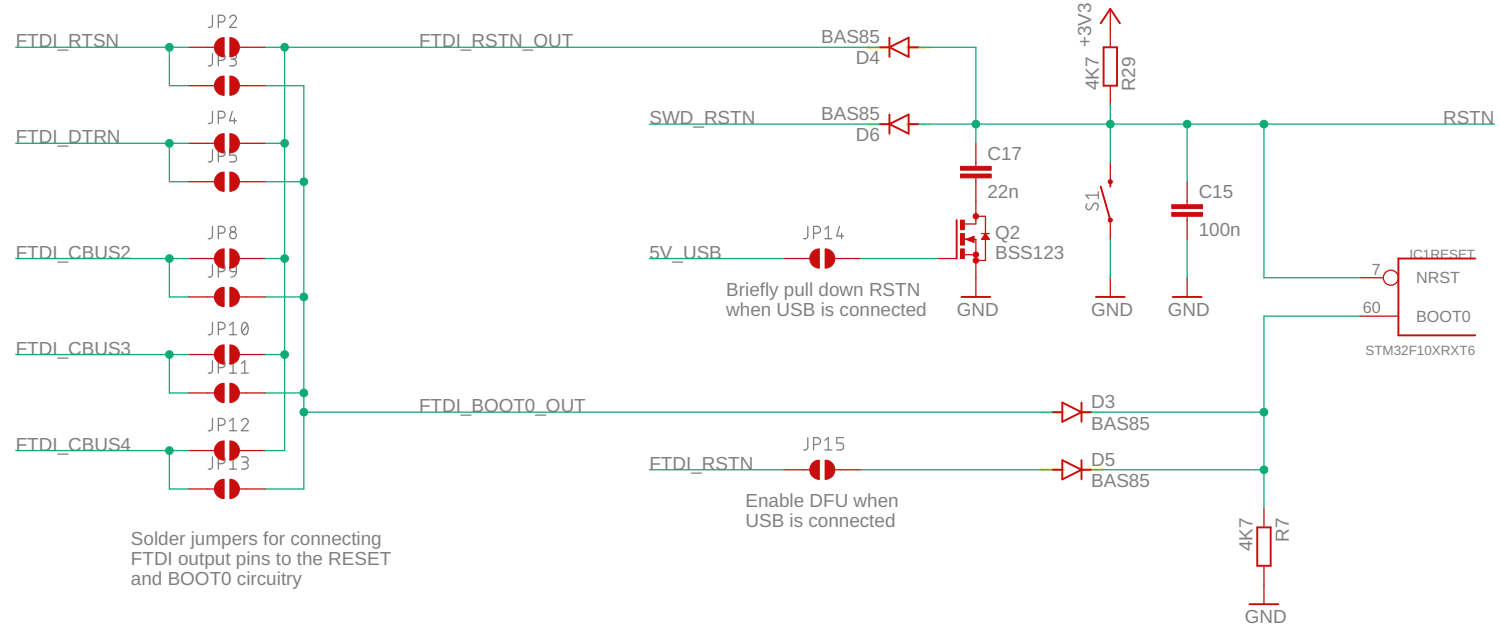 JP2
FTDI_RTSN
FTDI_RSTN_OUT
BAS85
D4
+3V3
4K7
R29
JP3
JP4
SWD_RSTN
BAS85
D6
RSTN
FTDI_DTRN
JP5
C17
22n
S1
C15
100n
JP8
FTDI_CBUS2
JP14
5V_USB
Q2
BSS123
IC1RESET
7
NRST
JP9
Briefly pull down RSTN
when USB is connected
GND
GND
GND
60
BOOT0
JP10
FTDI_CBUS3
STM32F10XRXT6
JP11
FTDI_BOOT0_OUT
D3
BAS85
JP12
FTDI_CBUS4
JP15
JP13
FTDI_RSTN
D5
BAS85
Enable DFU when
USB is connected
4K7
R7
Solder jumpers for connecting
FTDI output pins to the RESET
and BOOT0 circuitry
GND